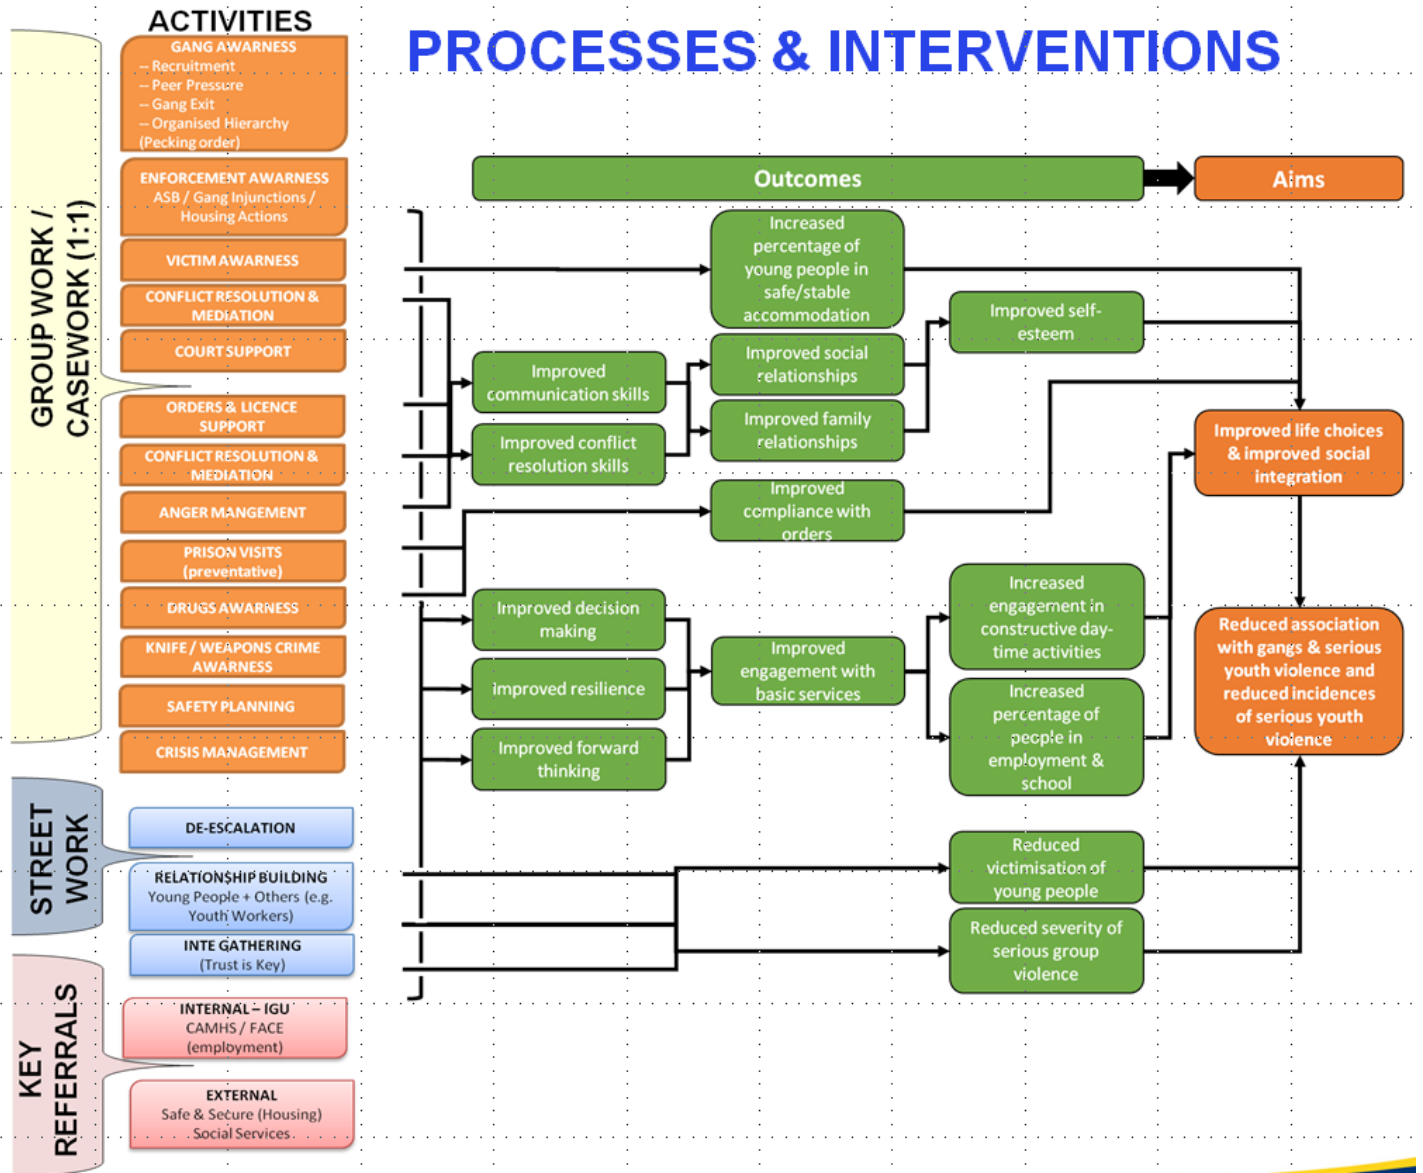 ACTIVITIES
PROCESSES & INTERVENTIONS
GROUP WORK /
CASEWORK (1:1)
GANG AWARNESS
– Recruitment
– Peer Pressure
– Gang Exit
– Organised Hierarchy
(Pecking order)
ENFORCEMENT AWARNESS
ASB / Gang Injunctions /
Housing Actions
VICTIM AWARNESS
CONFLICT RESOLUTION &
MEDIATION
COURT SUPPORT
ORDERS & LICENCE
SUPPORT
CONFLICT RESOLUTION &
MEDIATION
ANGER MANGEMENT
PRISON VISITS
(preventative)
DRUGS AWARNESS
KNIFE / WEAPONS CRIME
AWARNESS
SAFETY PLANNING
CRISIS MANAGEMENT
STREET
WORK
DE-ESCALATION
RELATIONSHIP BUILDING
Young People + Others (e.g.
Youth Workers)
INTE GATHERING
(Trust is Key)
KEY
REFERRALS
INTERNAL – IGU
CAMHS / FACE
(employment)
EXTERNAL
Safe & Secure (Housing)
Social Services
Outcomes
Aims
Increased
percentage of
young people in
safe/stable
accommodation
Improved self-
esteem
Improved
communication skills
Improved social
relationships
Improved family
relationships
Improved conflict
resolution skills
Improved
compliance with
orders
Improved life choices
& improved social
integration
Improved decision
making
improved resilience
Improved forward
thinking
Improved
engagement with
basic services
Increased
engagement in
constructive day-
time activities
Increased
percentage of
people in
employment &
school
Reduced association
with gangs & serious
youth violence and
reduced incidences
of serious youth
violence
Reduced
victimisation of
young people
Reduced severity of
serious group
violence